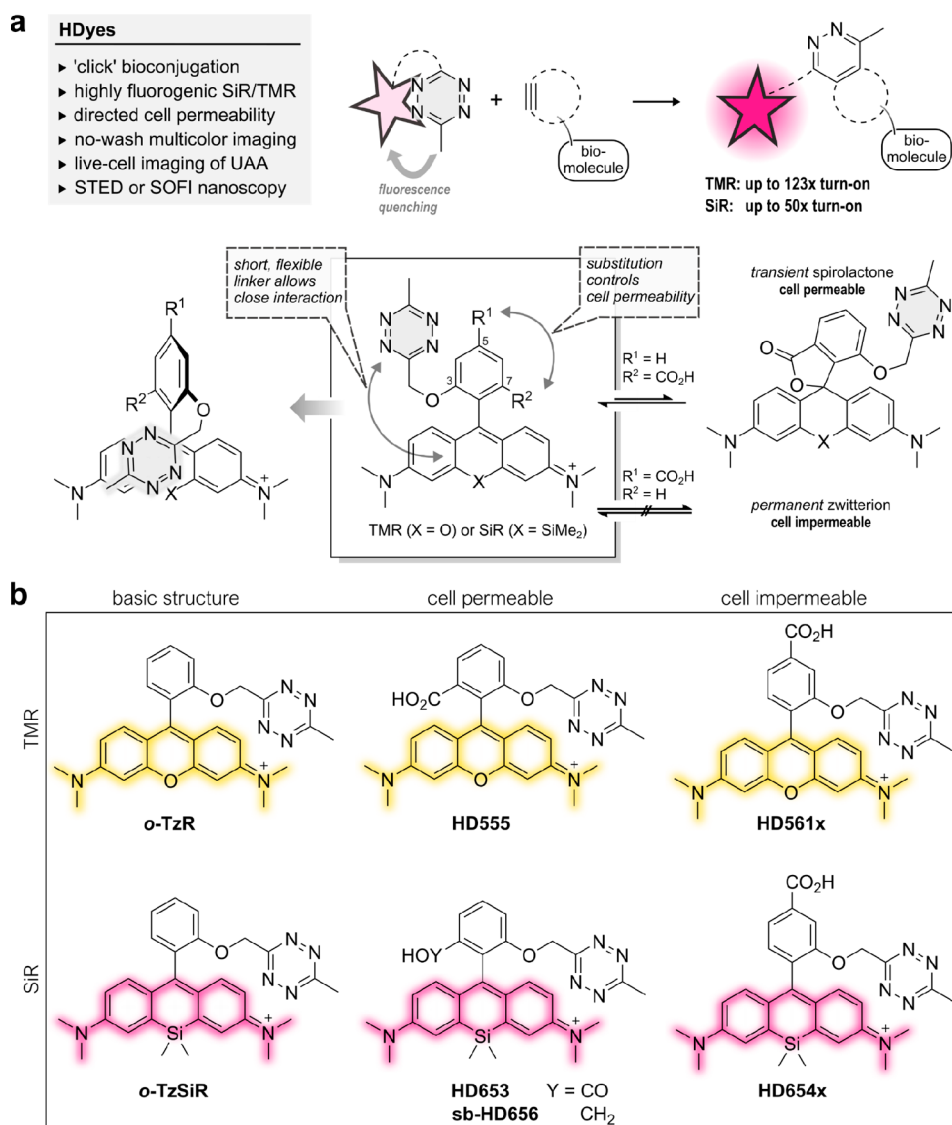 a
HDyes
▸ 'click' bioconjugation
▸ highly fluorogenic SiR/TMR
▸ directed cell permeability
▸ no-wash multicolor imaging
▸ live-cell imaging of UAA
▸ STED or SOFI nanoscopy
N N
N N
fluorescence
quenching
+
bio-
molecule
N
N
bio-
molecule
TMR: up to 123x turn-on
SiR: up to 50x turn-on
short, flexible
linker allows
close interaction
substitution
controls
cell permeability
transient spirolactone
cell permeable
R¹
R²
O
N N
N N
N
X
N
+
N N
N N
R¹
5
3
7
O
R²
N
X
N
+
TMR (X = O) or SiR (X = SiMe₂)
R¹ = H
R² = CO₂H
R¹ = CO₂H
R² = H
N N
N N
O
O
O
N
X
N
permanent zwitterion
cell impermeable
b
basic structure
cell permeable
cell impermeable
TMR
O
N N
N N
N
O
N
+
o-TzR
HO₂C
O
N N
N N
N
O
N
+
HD555
CO₂H
O
N N
N N
N
O
N
+
HD561x
SiR
O
N N
N N
N
Si
N
+
o-TzSiR
HOY
O
N N
N N
N
Si
N
+
HD653 Y = CO
sb-HD656 CH₂
CO₂H
O
N N
N N
N
Si
N
+
HD654x